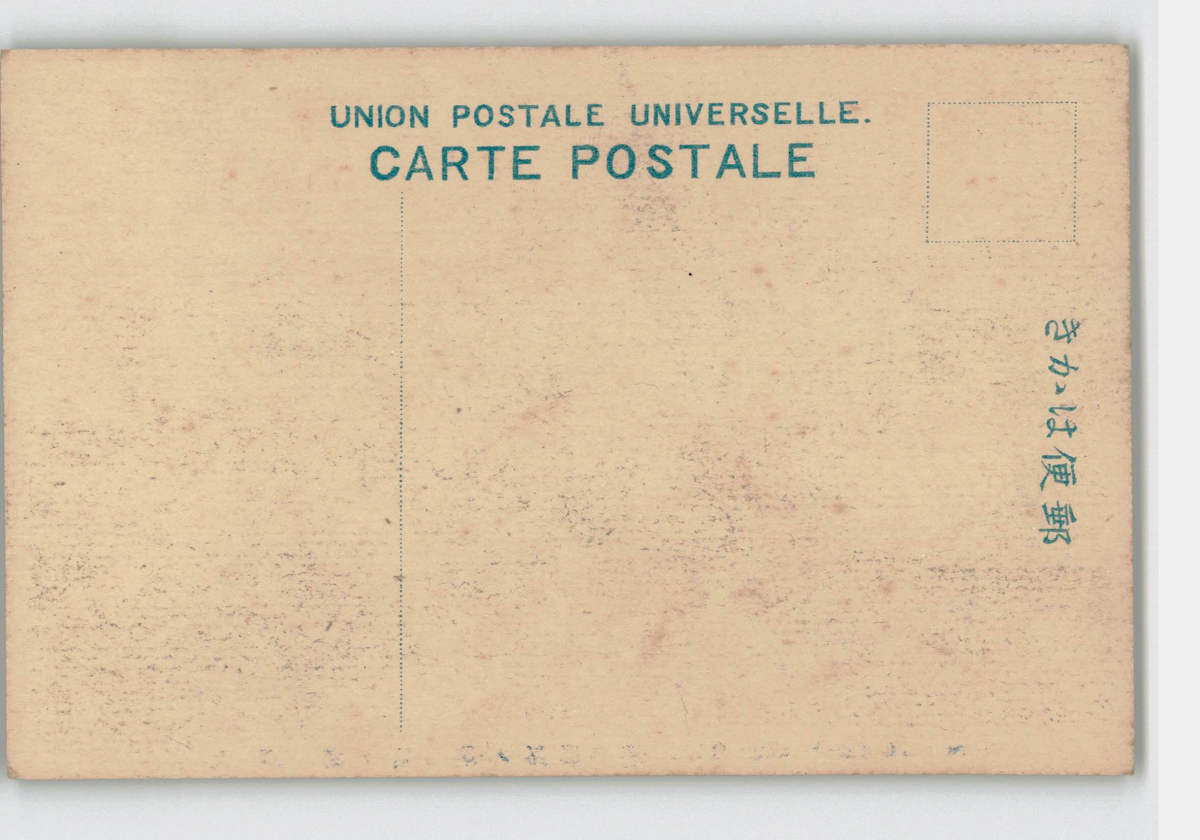 UNION POSTALE UNIVERSELLE.
CARTE POSTALE
郵便はかき